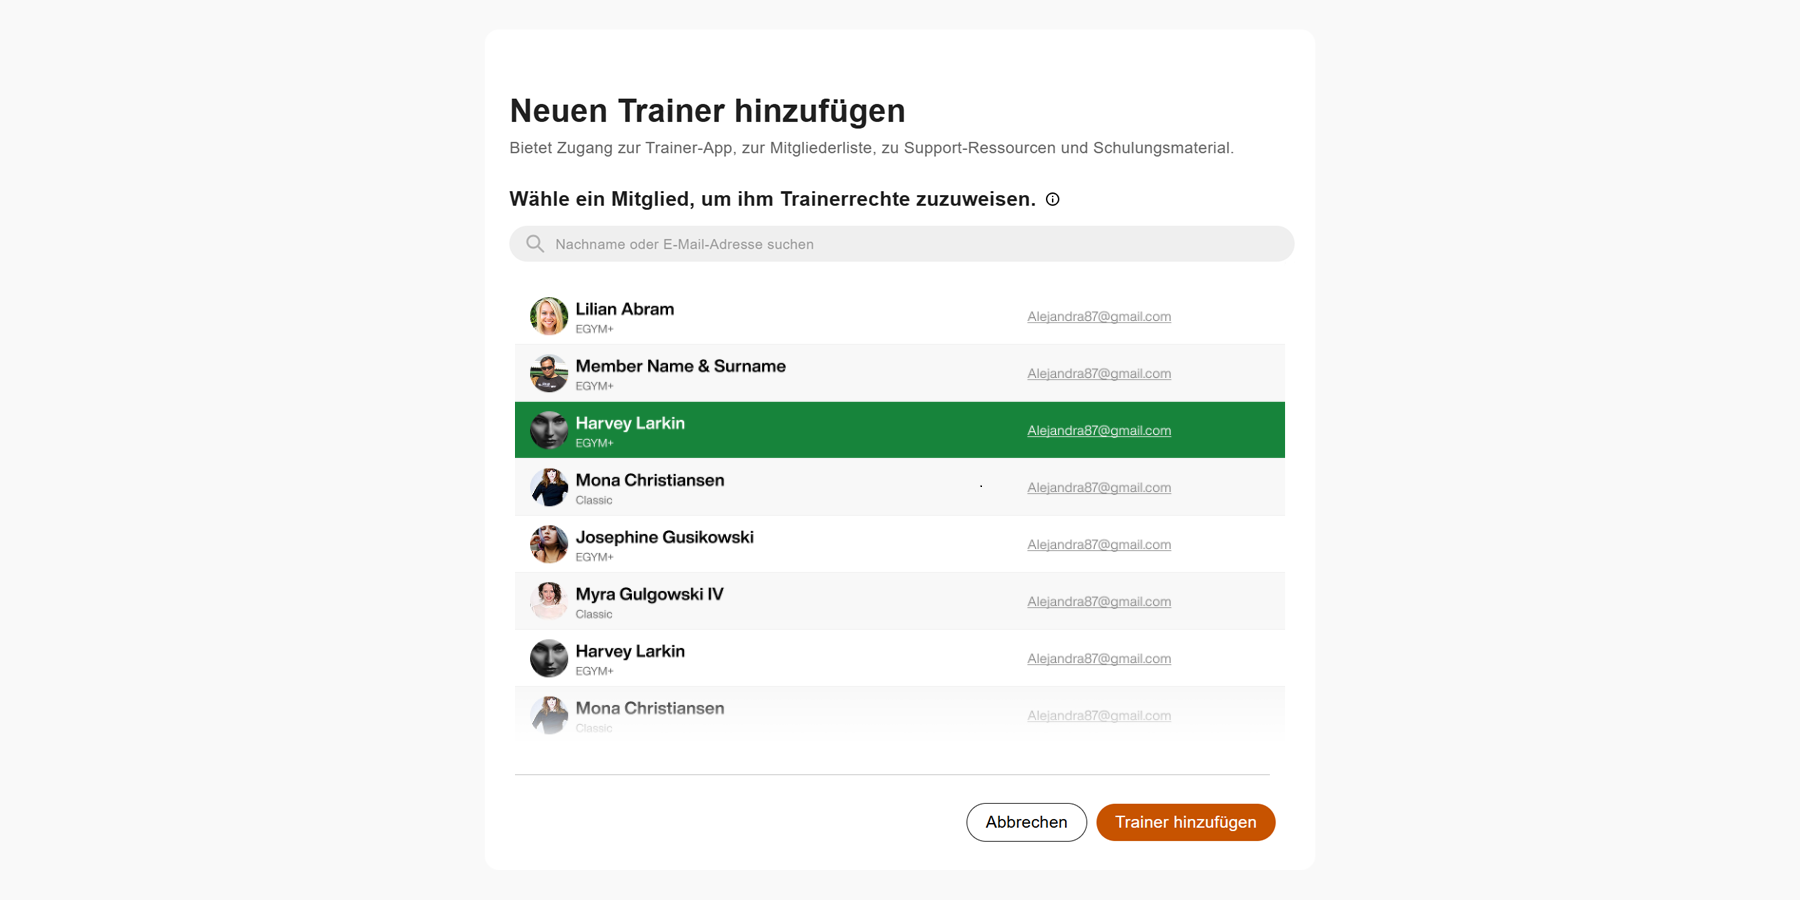 Neuen Trainer hinzufügen
Bietet Zugang zur Trainer-App, zur Mitgliederliste, zu Support-Ressourcen und Schulungsmaterial.
Wähle ein Mitglied, um ihm Trainerrechte zuzuweisen.
Nachname oder E-Mail-Adresse suchen
Lilian Abram
EGYM+
Alejandra87@gmail.com
Member Name & Surname
EGYM+
Alejandra87@gmail.com
Harvey Larkin
EGYM+
Alejandra87@gmail.com
Mona Christiansen
Classic
Alejandra87@gmail.com
Josephine Gusikowski
EGYM+
Alejandra87@gmail.com
Myra Gulgowski IV
Classic
Alejandra87@gmail.com
Harvey Larkin
EGYM+
Alejandra87@gmail.com
Mona Christiansen
Classic
Alejandra87@gmail.com
Abbrechen
Trainer hinzufügen